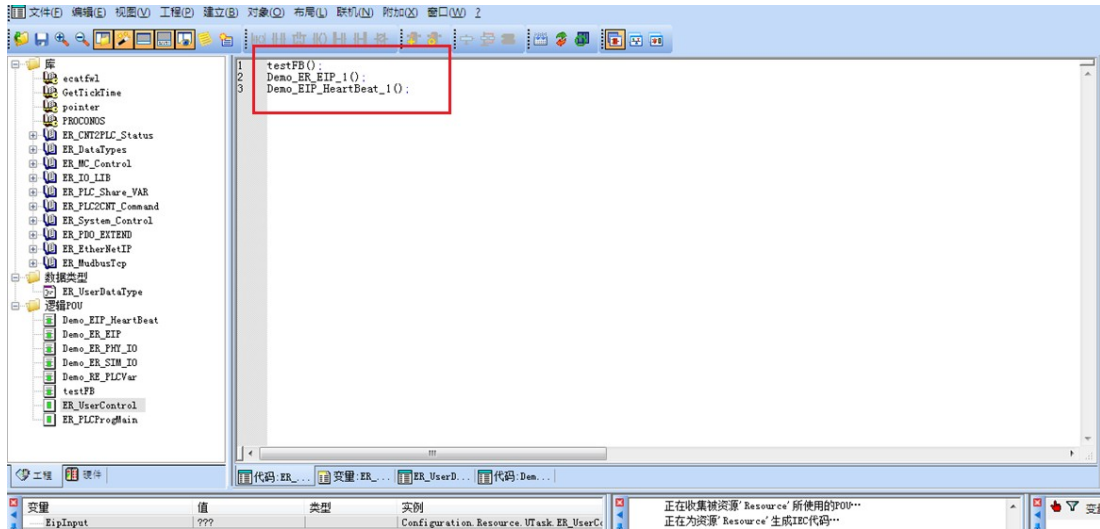 文件(F) 编辑(E) 视图(V) 工程(P) 建立(B) 对象(O) 布局(L) 联机(N) 附加(X) 窗口(W) ?
库
ecatfwl
GetTickTime
pointer
PROCONOS
ER_CNT2PLC_Status
ER_DataTypes
ER_MC_Control
ER_IO_LIB
ER_PLC_Share_VAR
ER_PLC2CNT_Command
ER_System_Control
ER_PDO_EXTEND
ER_EtherNetIP
ER_MudbusTcp
数据类型
ER_UserDataType
逻辑POU
Demo_EIP_HeartBeat
Demo_ER_EIP
Demo_ER_PHY_IO
Demo_ER_SIM_IO
Demo_RE_PLCVar
testFB
ER_UserControl
ER_PLCProgMain
工程 硬件
1 testFB();
2 Demo_ER_EIP_1();
3 Demo_EIP_HeartBeat_1();
代码:ER_... 变量:ER_... ER_UserD... 代码:Dem...
变量 值 类型 实例
EipInput ??? Configuration.Resource.UTask.ER_UserCo
正在收集被资源'Resource'所使用的POU…
正在为资源'Resource'生成IEC代码…